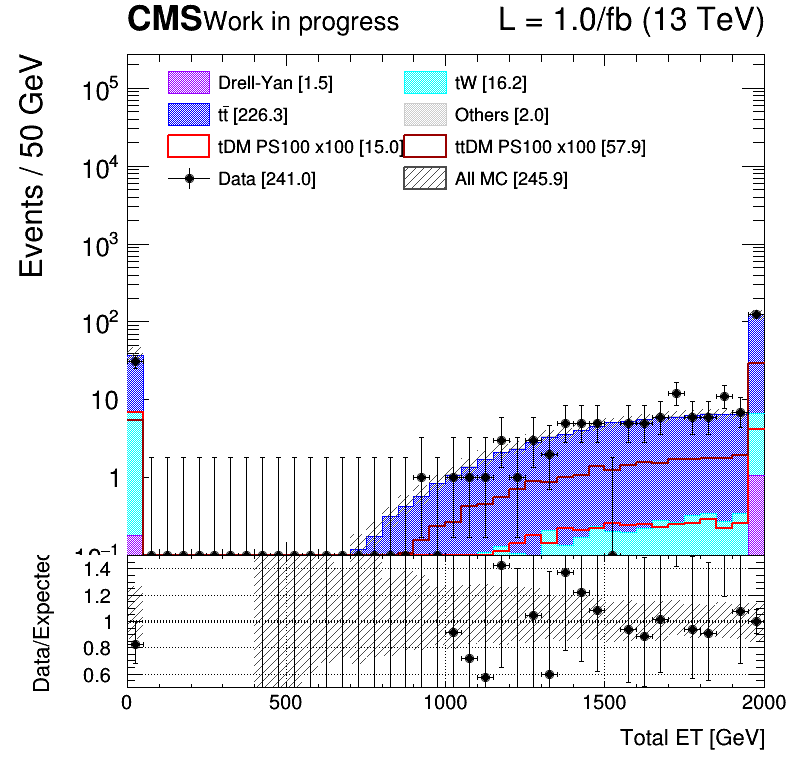 CMS Work in progress L = 1.0/fb (13 TeV)
Events / 50 GeV
Drell-Yan [1.5] tW [16.2]
tt̄ [226.3] Others [2.0]
tDM PS100 x100 [15.0] ttDM PS100 x100 [57.9]
Data [241.0] All MC [245.9]
10⁵
10⁴
10³
10²
10
1
10⁻¹
Data/Expected
1.4
1.2
1
0.8
0.6
0 500 1000 1500 2000
Total ET [GeV]